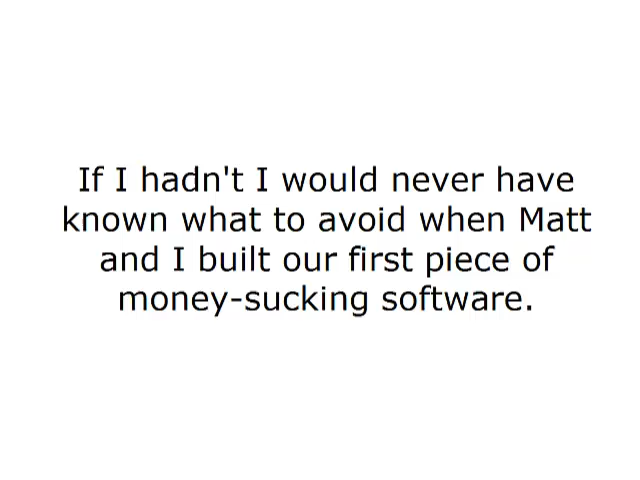 If I hadn't I would never have
known what to avoid when Matt
and I built our first piece of
money-sucking software.